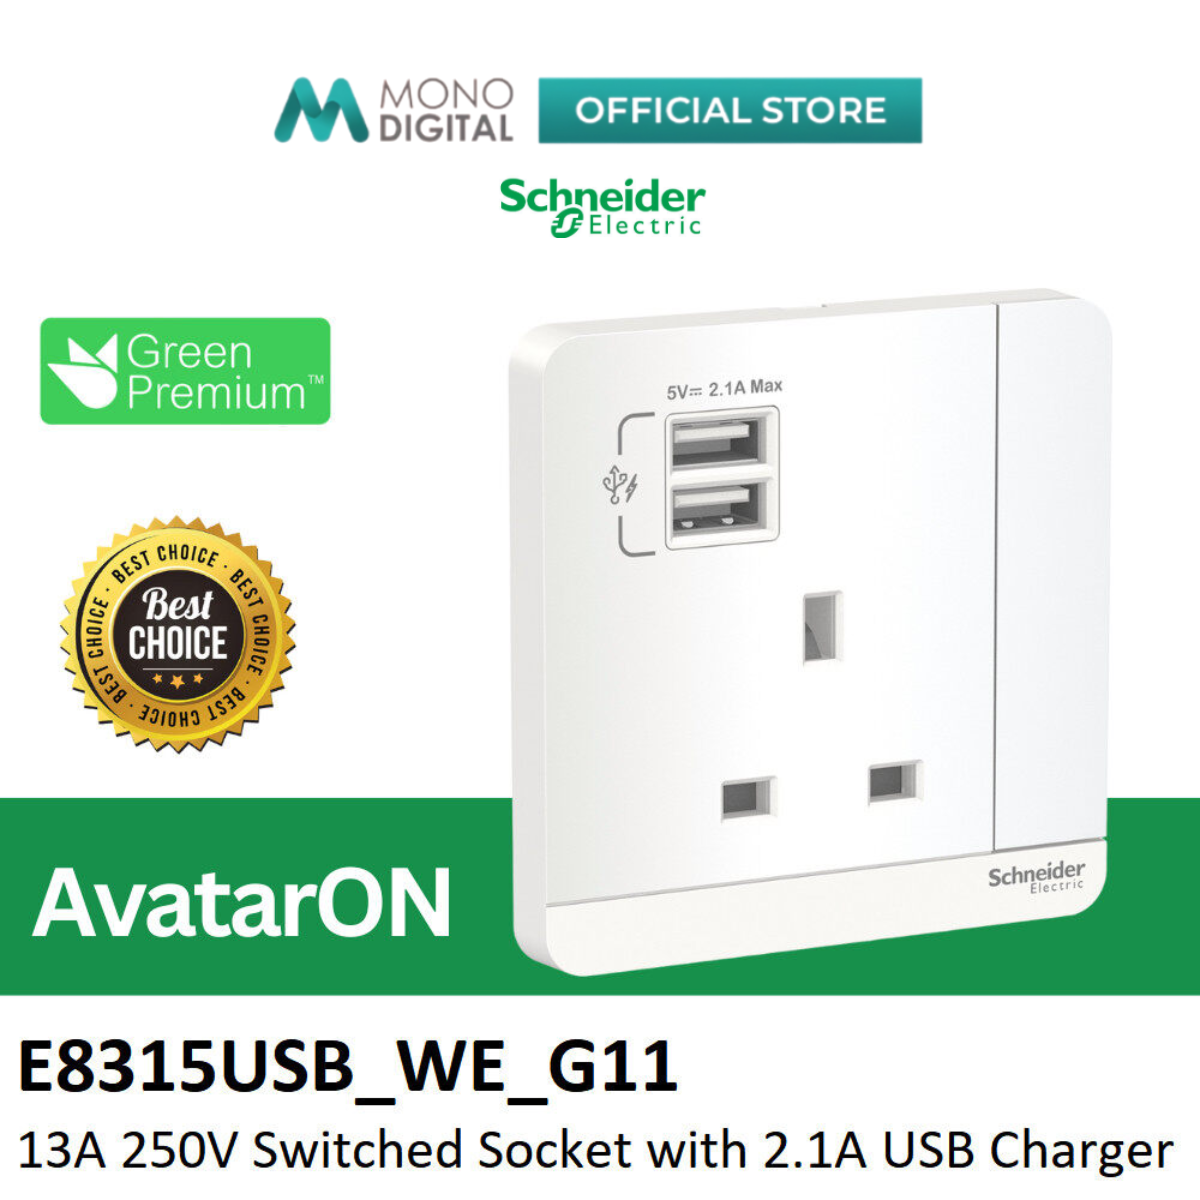 MONO
DIGITAL
OFFICIAL STORE
Schneider
Electric
Green
Premium™
5V⎓ 2.1A Max
BEST CHOICE · BEST CHOICE · BEST CHOICE · BEST CHOICE ·
Best
CHOICE
AvatarON
Schneider
Electric
E8315USB_WE_G11
13A 250V Switched Socket with 2.1A USB Charger